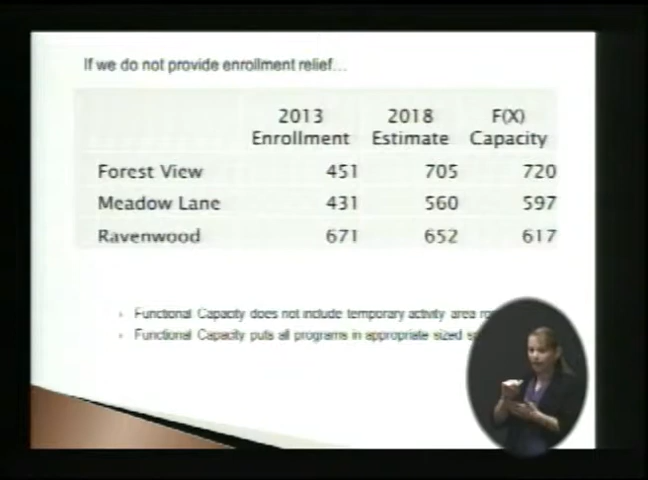 If we do not provide enrollment relief...
2013 Enrollment 2018 Estimate F(X) Capacity
Forest View 451 705 720
Meadow Lane 431 560 597
Ravenwood 671 652 617
Functional Capacity does not include temporary activity area
Functional Capacity puts all programs in appropriate sized